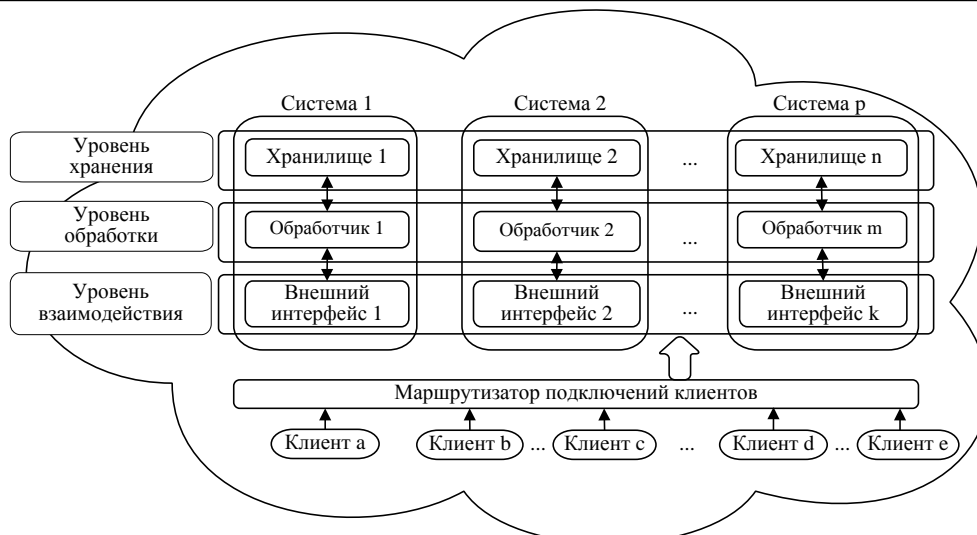 Система 1
Система 2
Система p
Уровень
хранения
Хранилище 1
Хранилище 2
...
Хранилище n
Уровень
обработки
Обработчик 1
Обработчик 2
...
Обработчик m
Уровень
взаимодействия
Внешний
интерфейс 1
Внешний
интерфейс 2
...
Внешний
интерфейс k
Маршрутизатор подключений клиентов
Клиент a
Клиент b
...
Клиент c
...
Клиент d
...
Клиент e